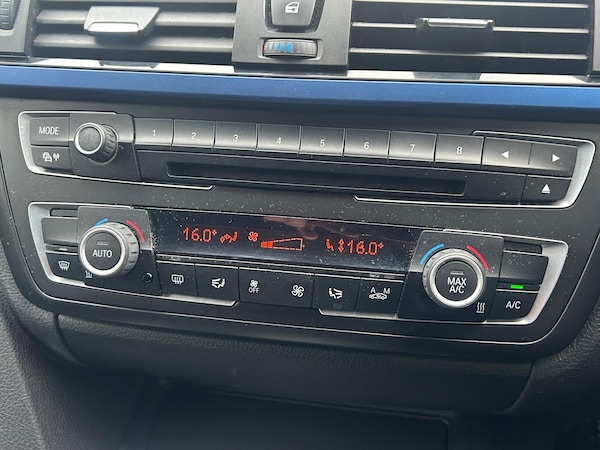 MODE 1 2 3 4 5 6 7 8
16.0° 16.0°
AUTO MAX A/C
OFF A M A/C